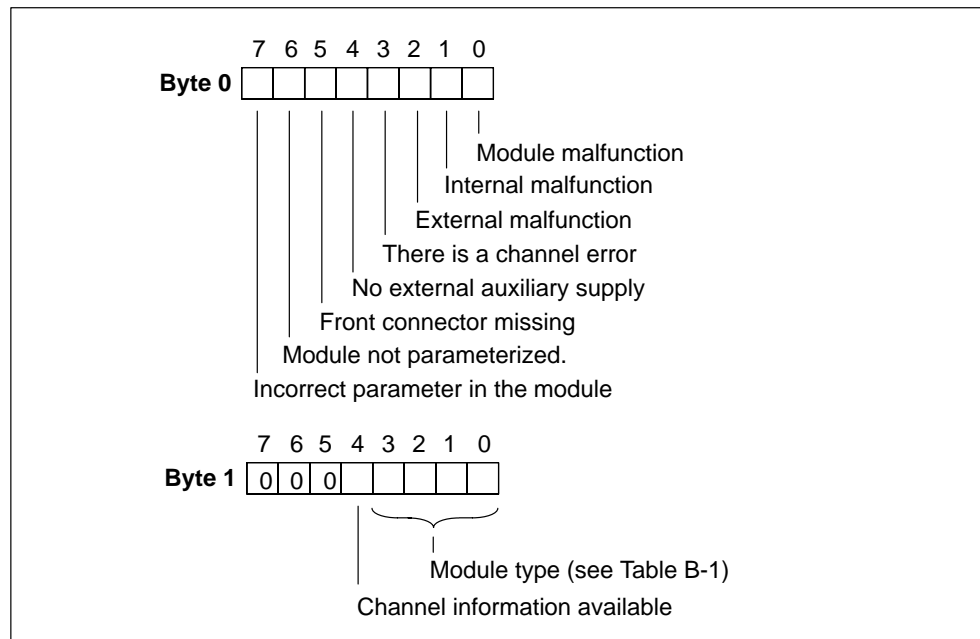 7 6 5 4 3 2 1 0
Byte 0
Module malfunction
Internal malfunction
External malfunction
There is a channel error
No external auxiliary supply
Front connector missing
Module not parameterized.
Incorrect parameter in the module
7 6 5 4 3 2 1 0
Byte 1 0 0 0
Module type (see Table B-1)
Channel information available